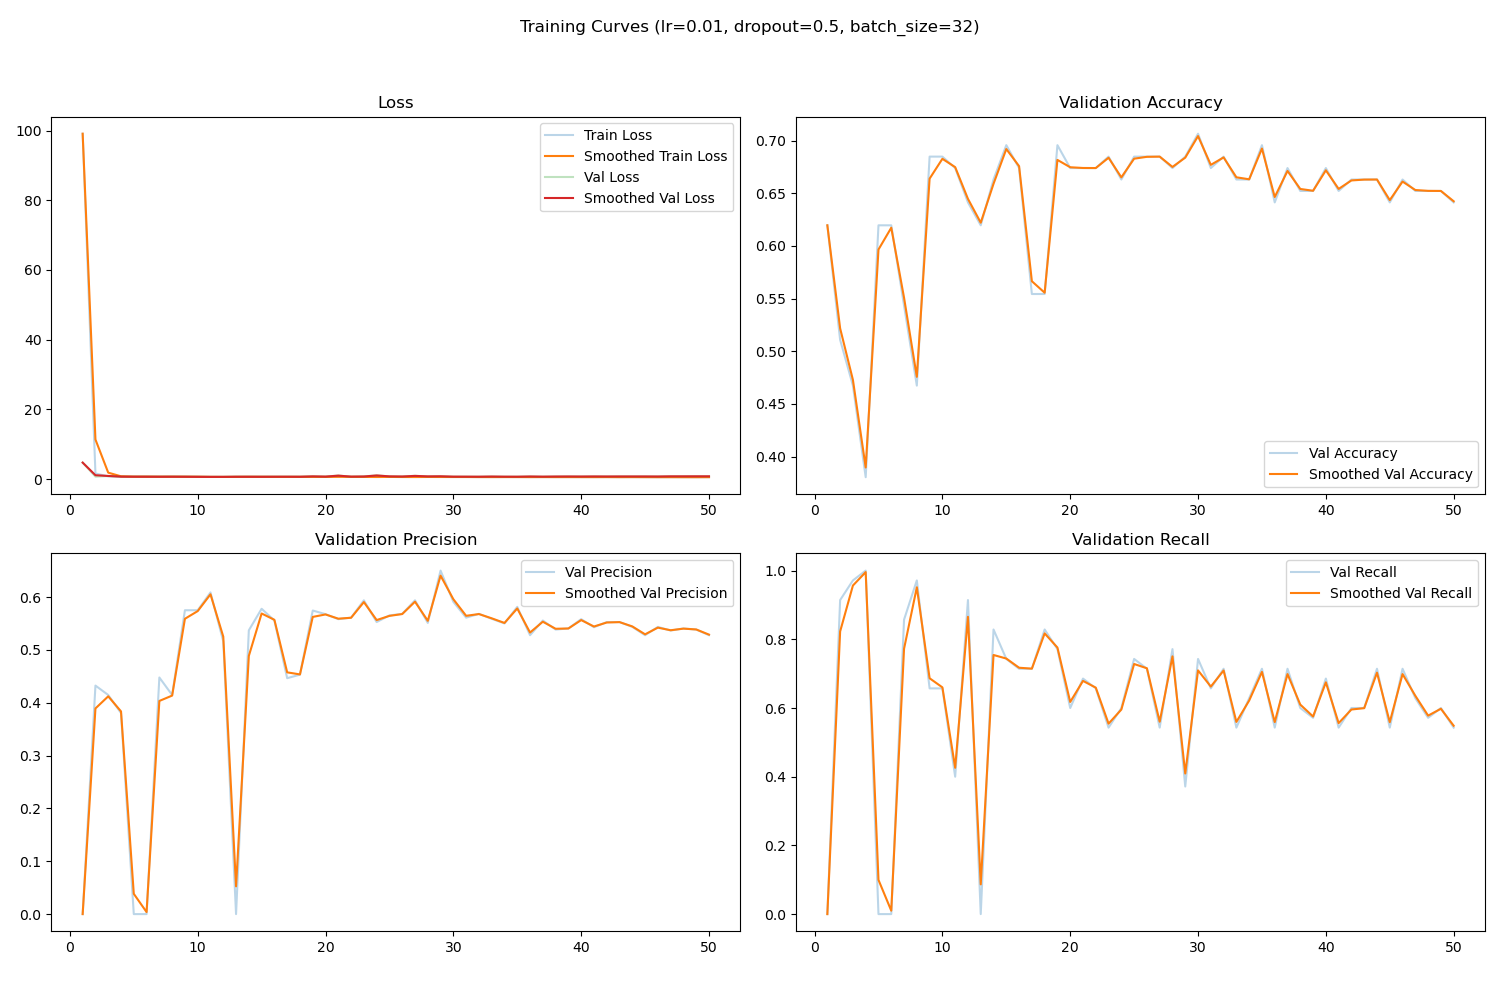 Training Curves (lr=0.01, dropout=0.5, batch_size=32)
Loss
Train Loss
Smoothed Train Loss
Val Loss
Smoothed Val Loss
100
80
60
40
20
0
0 10 20 30 40 50
Validation Accuracy
0.70
0.65
0.60
0.55
0.50
0.45
0.40
Val Accuracy
Smoothed Val Accuracy
0 10 20 30 40 50
Validation Precision
Val Precision
Smoothed Val Precision
0.6
0.5
0.4
0.3
0.2
0.1
0.0
0 10 20 30 40 50
Validation Recall
Val Recall
Smoothed Val Recall
1.0
0.8
0.6
0.4
0.2
0.0
0 10 20 30 40 50